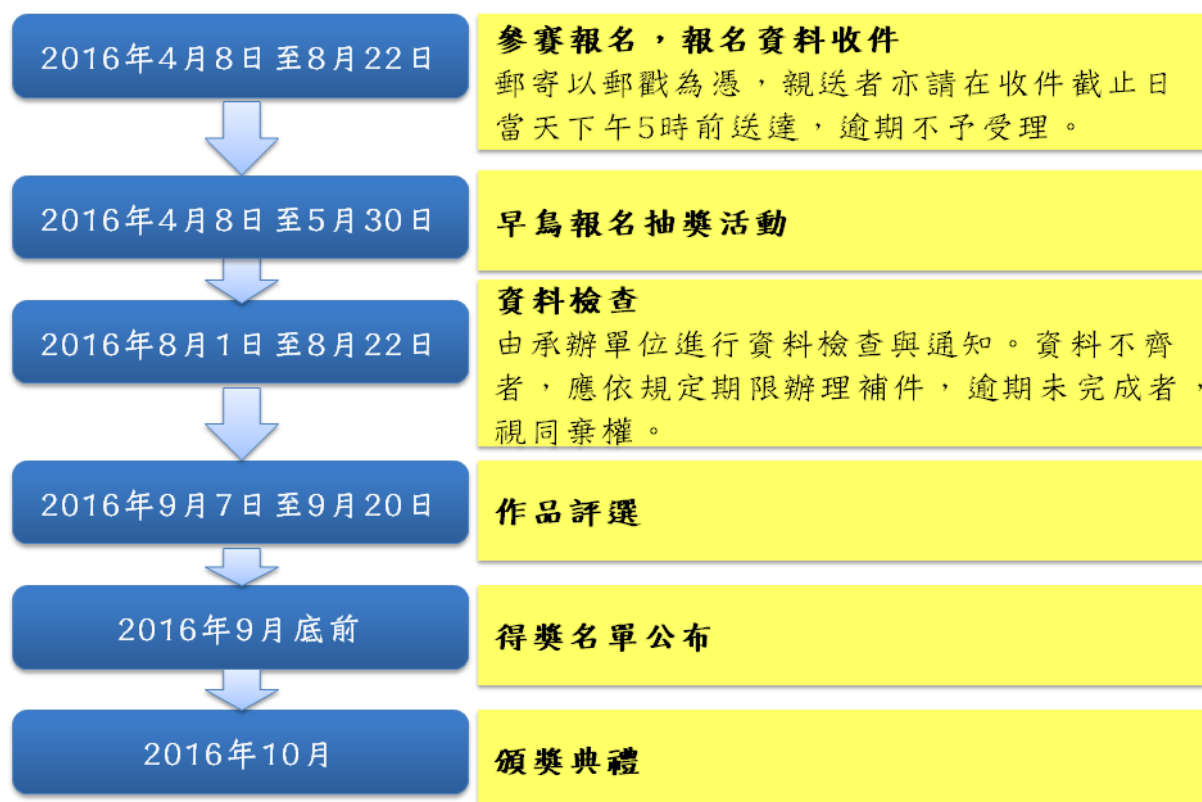 2016年4月8日至8月22日
參賽報名，報名資料收件
郵寄以郵戳為憑，親送者亦請在收件截止日
當天下午5時前送達，逾期不予受理。
2016年4月8日至5月30日
早鳥報名抽獎活動
2016年8月1日至8月22日
資料檢查
由承辦單位進行資料檢查與通知。資料不齊
者，應依規定期限辦理補件，逾期未完成者，
視同棄權。
2016年9月7日至9月20日
作品評選
2016年9月底前
得獎名單公布
2016年10月
頒獎典禮